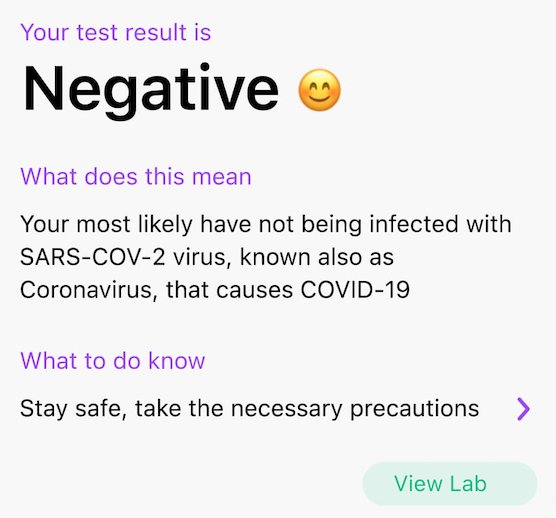 Your test result is
Negative 😊
What does this mean
Your most likely have not being infected with
SARS-COV-2 virus, known also as
Coronavirus, that causes COVID-19
What to do know
Stay safe, take the necessary precautions
View Lab